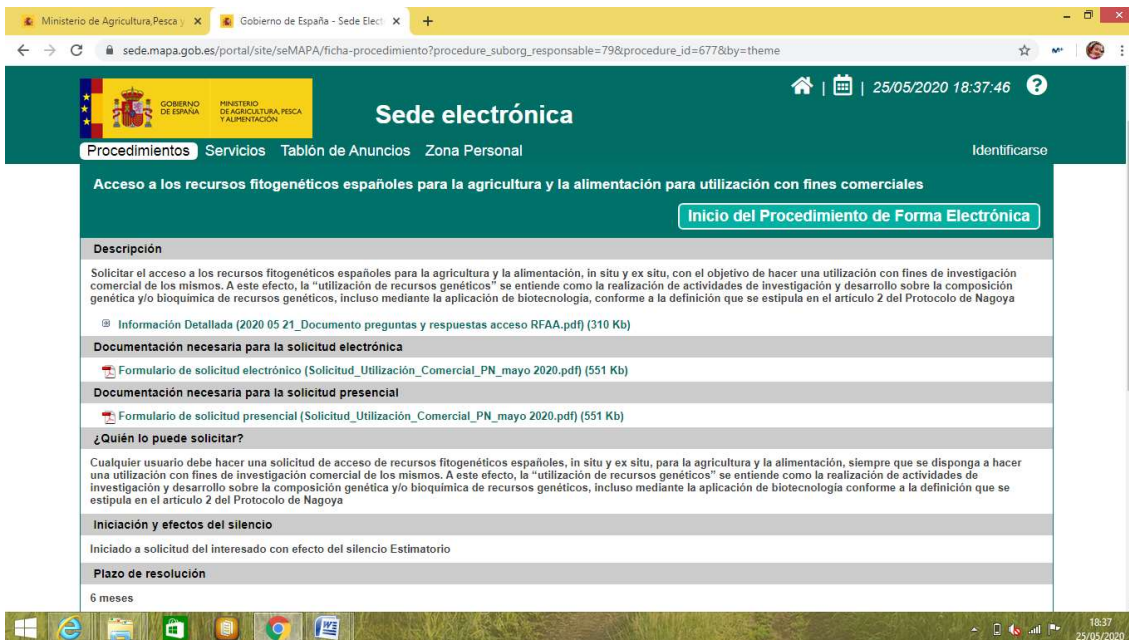 Ministerio de Agricultura,Pesca y
Gobierno de España - Sede Elect
sede.mapa.gob.es/portal/site/seMAPA/ficha-procedimiento?procedure_suborg_responsable=79&procedure_id=677&by=theme
GOBIERNO
DE ESPAÑA
MINISTERIO
DE AGRICULTURA, PESCA
Y ALIMENTACIÓN
Sede electrónica
| | 25/05/2020 18:37:46 ?
Procedimientos Servicios Tablón de Anuncios Zona Personal Identificarse
Acceso a los recursos fitogenéticos españoles para la agricultura y la alimentación para utilización con fines comerciales
Inicio del Procedimiento de Forma Electrónica
Descripción
Solicitar el acceso a los recursos fitogenéticos españoles para la agricultura y la alimentación, in situ y ex situ, con el objetivo de hacer una utilización con fines de investigación
comercial de los mismos. A este efecto, la “utilización de recursos genéticos” se entiende como la realización de actividades de investigación y desarrollo sobre la composición
genética y/o bioquímica de recursos genéticos, incluso mediante la aplicación de biotecnología, conforme a la definición que se estipula en el artículo 2 del Protocolo de Nagoya
Información Detallada (2020 05 21_Documento preguntas y respuestas acceso RFAA.pdf) (310 Kb)
Documentación necesaria para la solicitud electrónica
Formulario de solicitud electrónico (Solicitud_Utilización_Comercial_PN_mayo 2020.pdf) (551 Kb)
Documentación necesaria para la solicitud presencial
Formulario de solicitud presencial (Solicitud_Utilización_Comercial_PN_mayo 2020.pdf) (551 Kb)
¿Quién lo puede solicitar?
Cualquier usuario debe hacer una solicitud de acceso de recursos fitogenéticos españoles, in situ y ex situ, para la agricultura y la alimentación, siempre que se disponga a hacer
una utilización con fines de investigación comercial de los mismos. A este efecto, la “utilización de recursos genéticos” se entiende como la realización de actividades de
investigación y desarrollo sobre la composición genética y/o bioquímica de recursos genéticos, incluso mediante la aplicación de biotecnología conforme a la definición que se
estipula en el artículo 2 del Protocolo de Nagoya
Iniciación y efectos del silencio
Iniciado a solicitud del interesado con efecto del silencio Estimatorio
Plazo de resolución
6 meses
18:37
25/05/2020